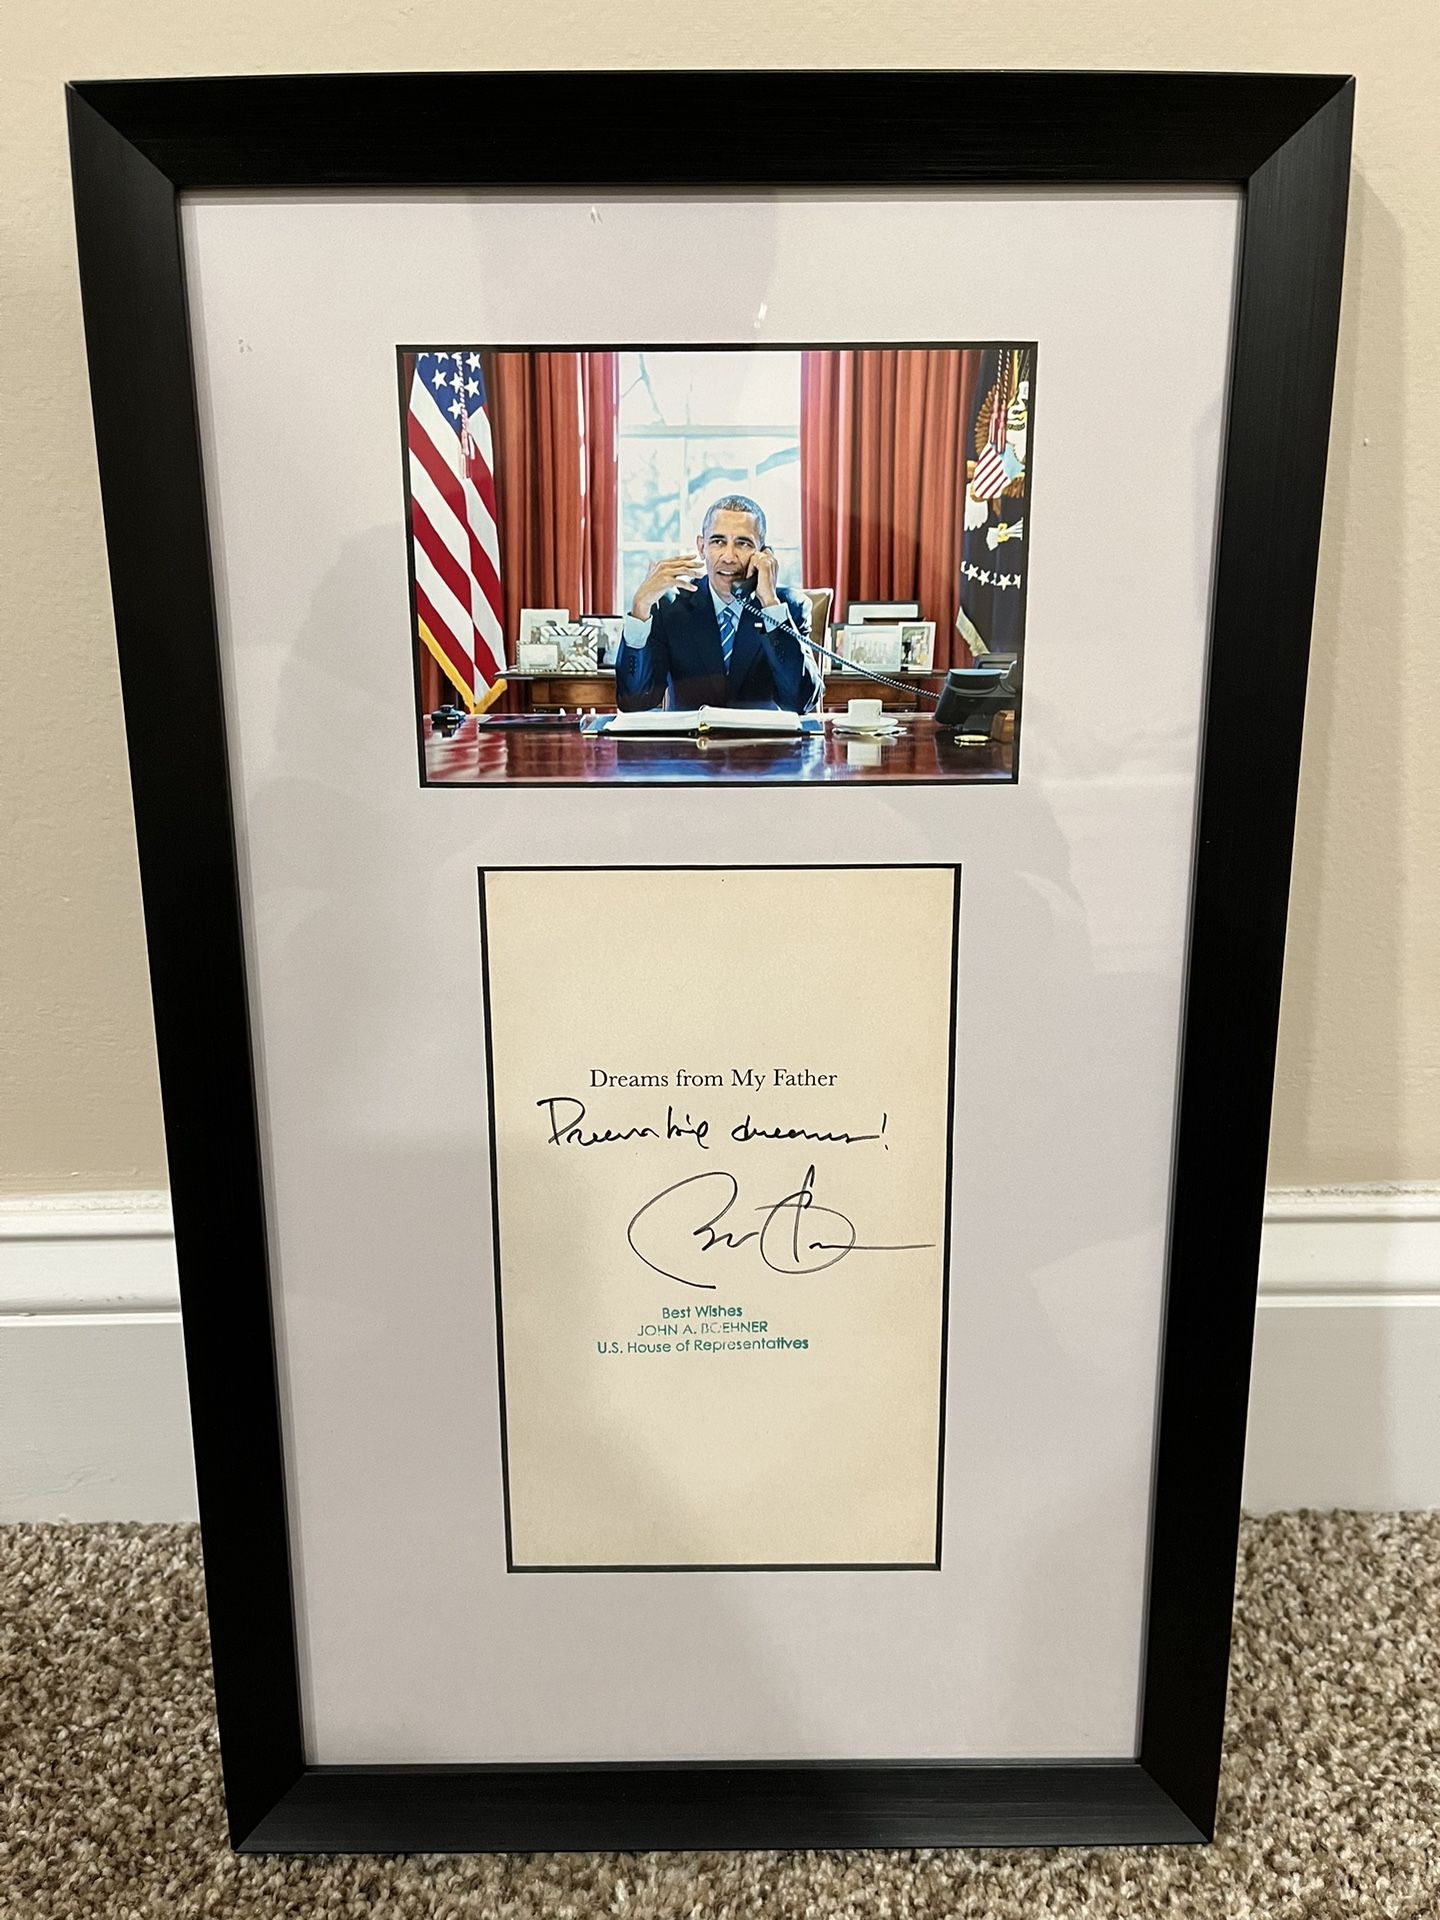 Dreams from My Father
Dream big dreams!
Best Wishes
JOHN A. BOEHNER
U.S. House of Representatives